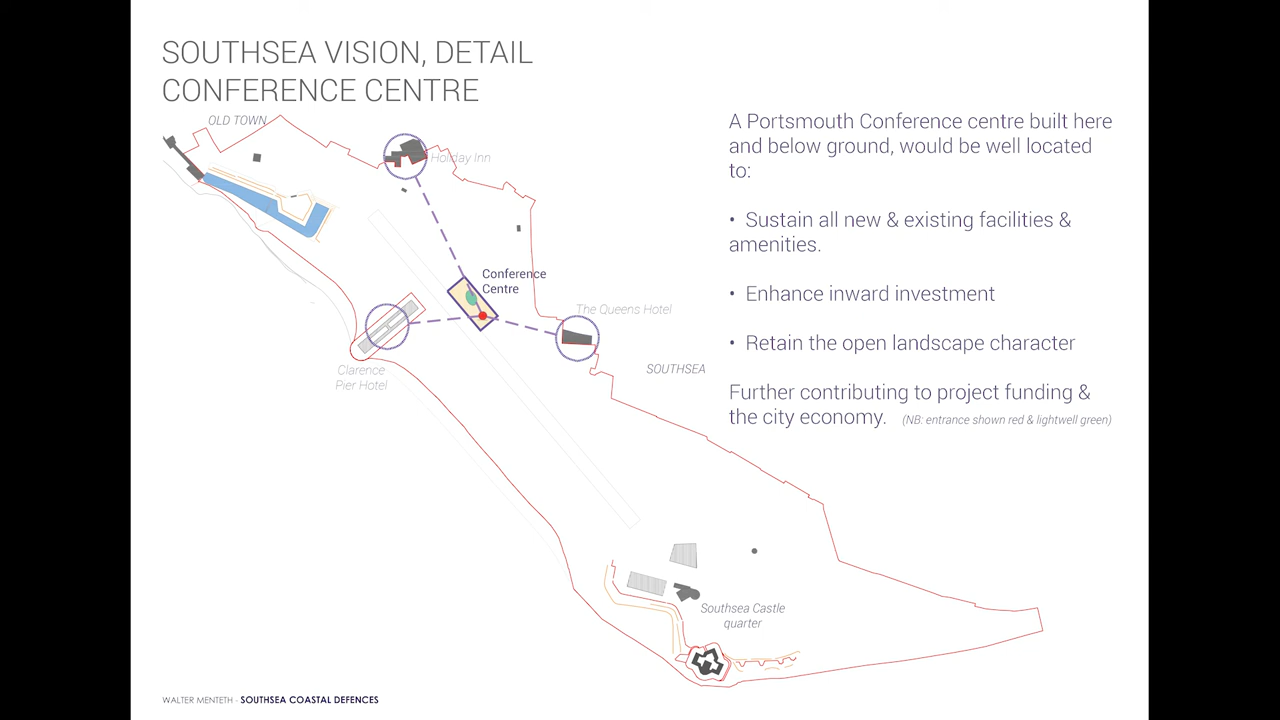 SOUTHSEA VISION, DETAIL
CONFERENCE CENTRE
OLD TOWN
Holiday Inn
Conference
Centre
The Queens Hotel
Clarence
Pier Hotel
SOUTHSEA
Southsea Castle
quarter
A Portsmouth Conference centre built here
and below ground, would be well located
to:
• Sustain all new & existing facilities &
amenities.
• Enhance inward investment
• Retain the open landscape character
Further contributing to project funding &
the city economy. (NB: entrance shown red & lightwell green)
WALTER MENTETH - SOUTHSEA COASTAL DEFENCES